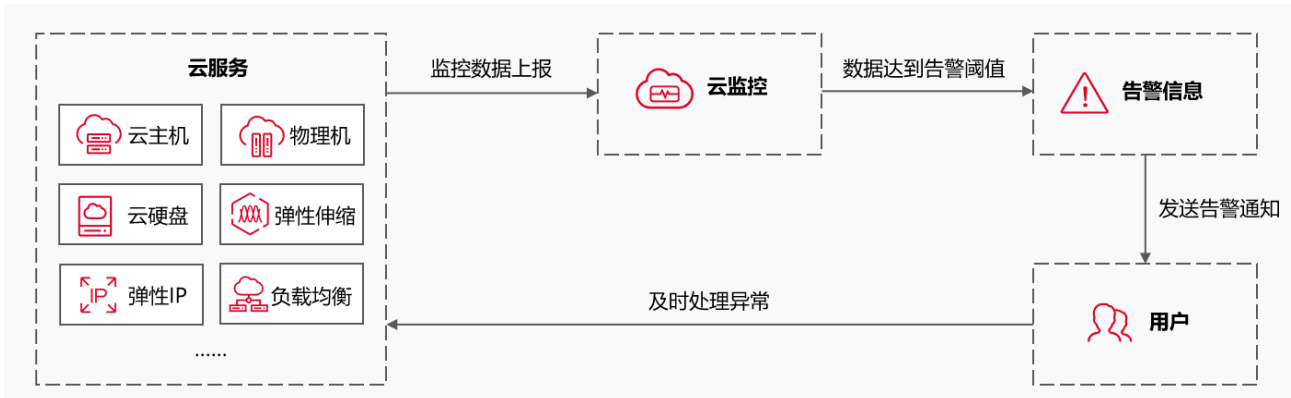 云服务
云主机
物理机
云硬盘
弹性伸缩
IP
弹性IP
负载均衡
......
监控数据上报
云监控
数据达到告警阈值
告警信息
发送告警通知
用户
及时处理异常